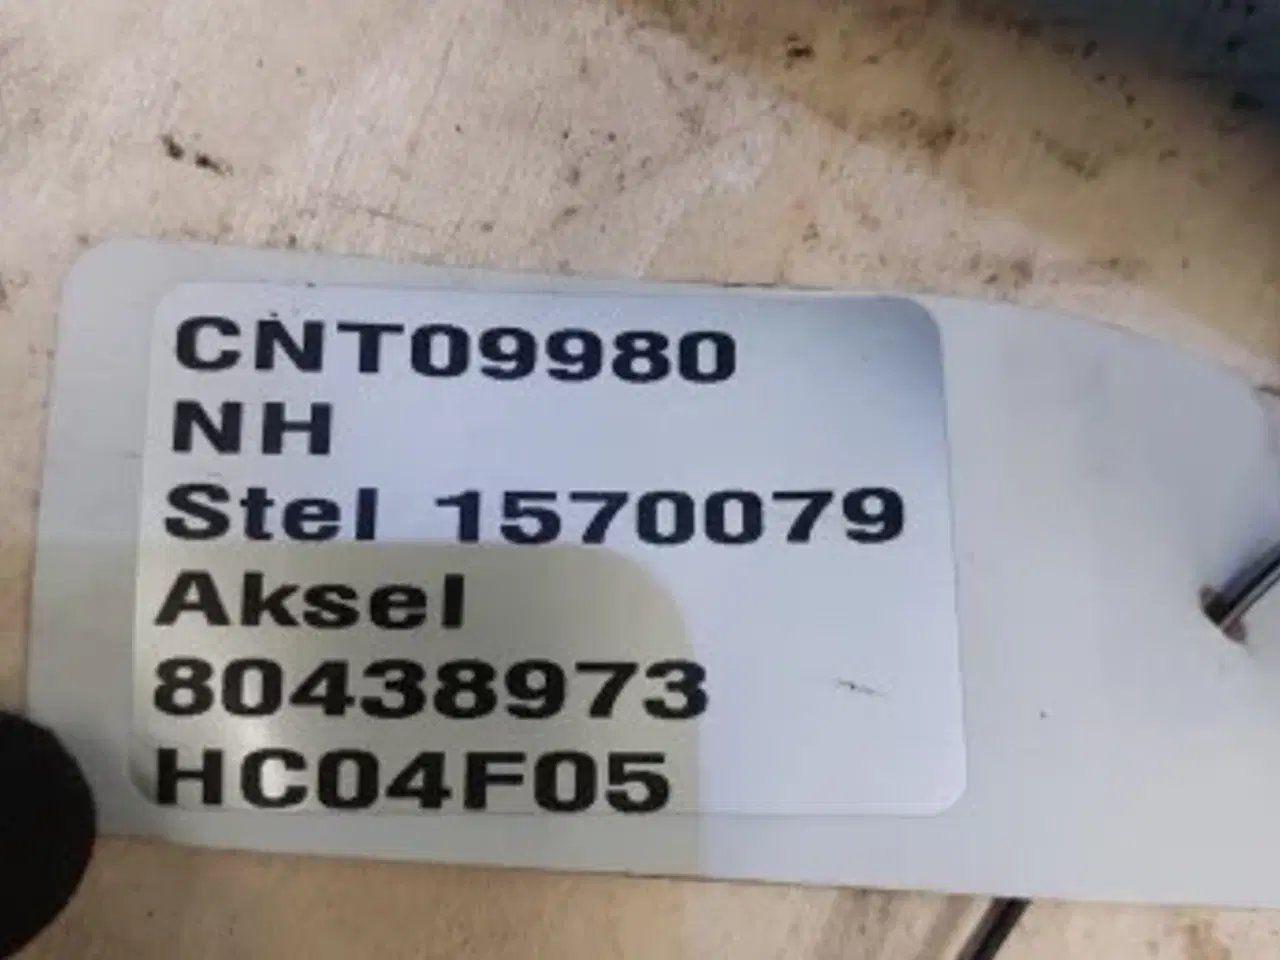 CNT09980
NH
Stel 1570079
Aksel
80438973
HC04F05